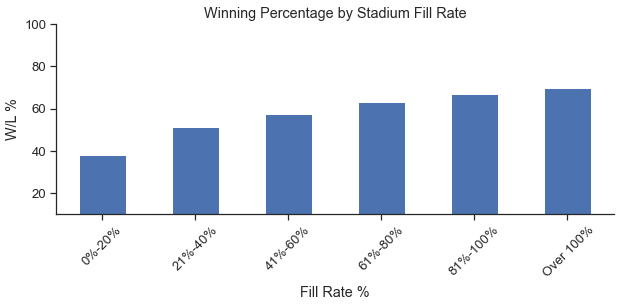 Winning Percentage by Stadium Fill Rate
100
80
60
40
20
W/L %
0%-20%
21%-40%
41%-60%
61%-80%
81%-100%
Over 100%
Fill Rate %